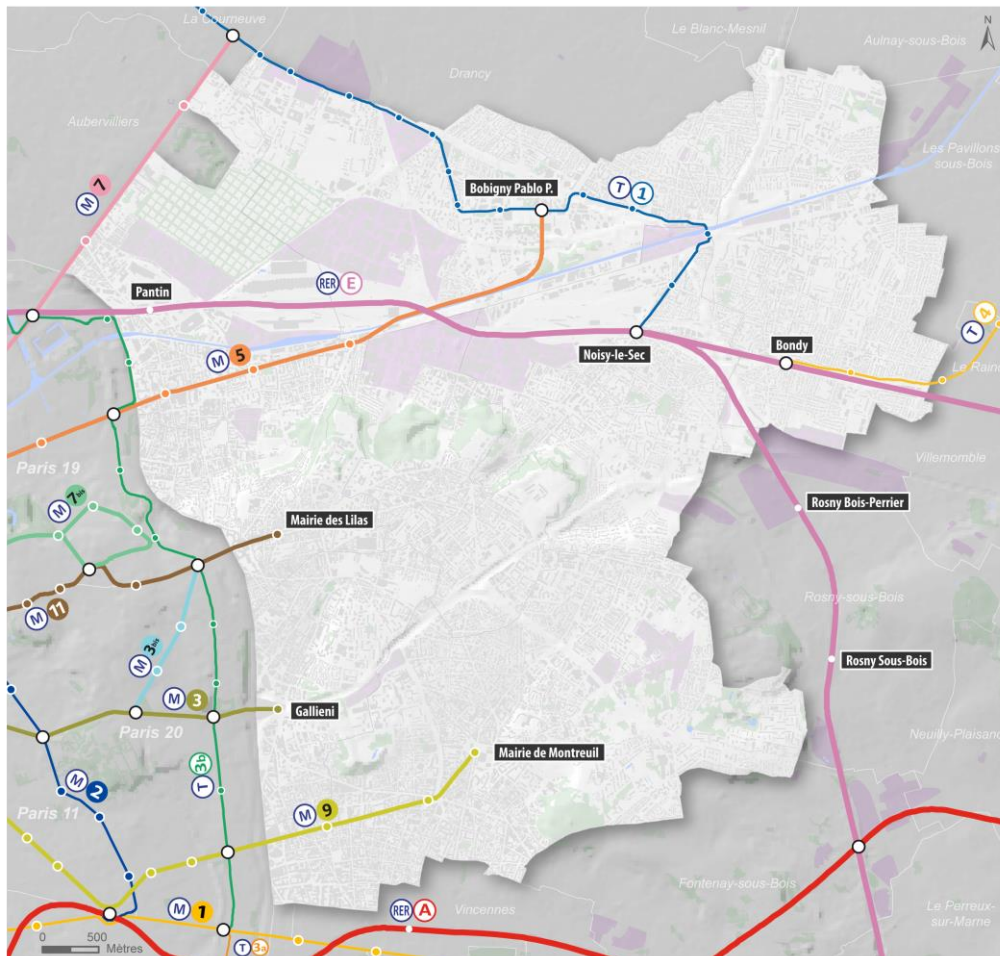 La Courneuve
Le Blanc-Mesnil
N
Aulnay-sous-Bois
Drancy
Aubervilliers
Les Pavillons
sous-Bois
M 7
Bobigny Pablo P.
T 1
RER E
Pantin
M 5
Noisy-le-Sec
Bondy
T 4
Le Rainc
Paris 19
Villemomble
M 7bis
Mairie des Lilas
Rosny Bois-Perrier
M 11
Rosny-sous-Bois
M 3bis
Rosny Sous-Bois
M 3
Gallieni
Paris 20
Neuilly-Plaisanc
Mairie de Montreuil
T 3b
M 2
Paris 11
M 9
Fontenay-sous-Bois
M 1
RER A
Vincennes
Le Perreux-
sur-Marne
0 500
Mètres
T 3a